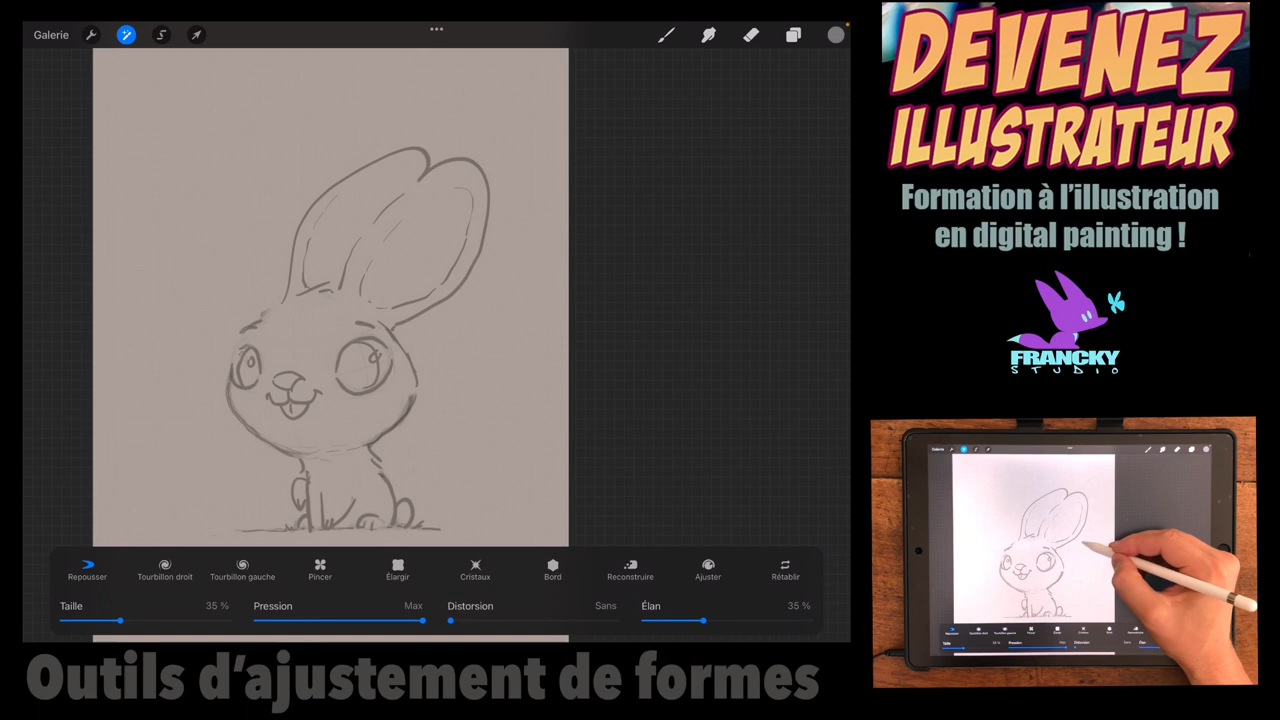 Galerie
DEVENEZ
ILLUSTRATEUR
Formation à l'illustration
en digital painting !
FRANCKY
STUDIO
Repousser
Tourbillon droit
Tourbillon gauche
Pincer
Élargir
Cristaux
Bord
Reconstruire
Ajuster
Rétablir
Taille 35 %
Pression Max
Distorsion Sans
Élan 35 %
Outils d'ajustement de formes